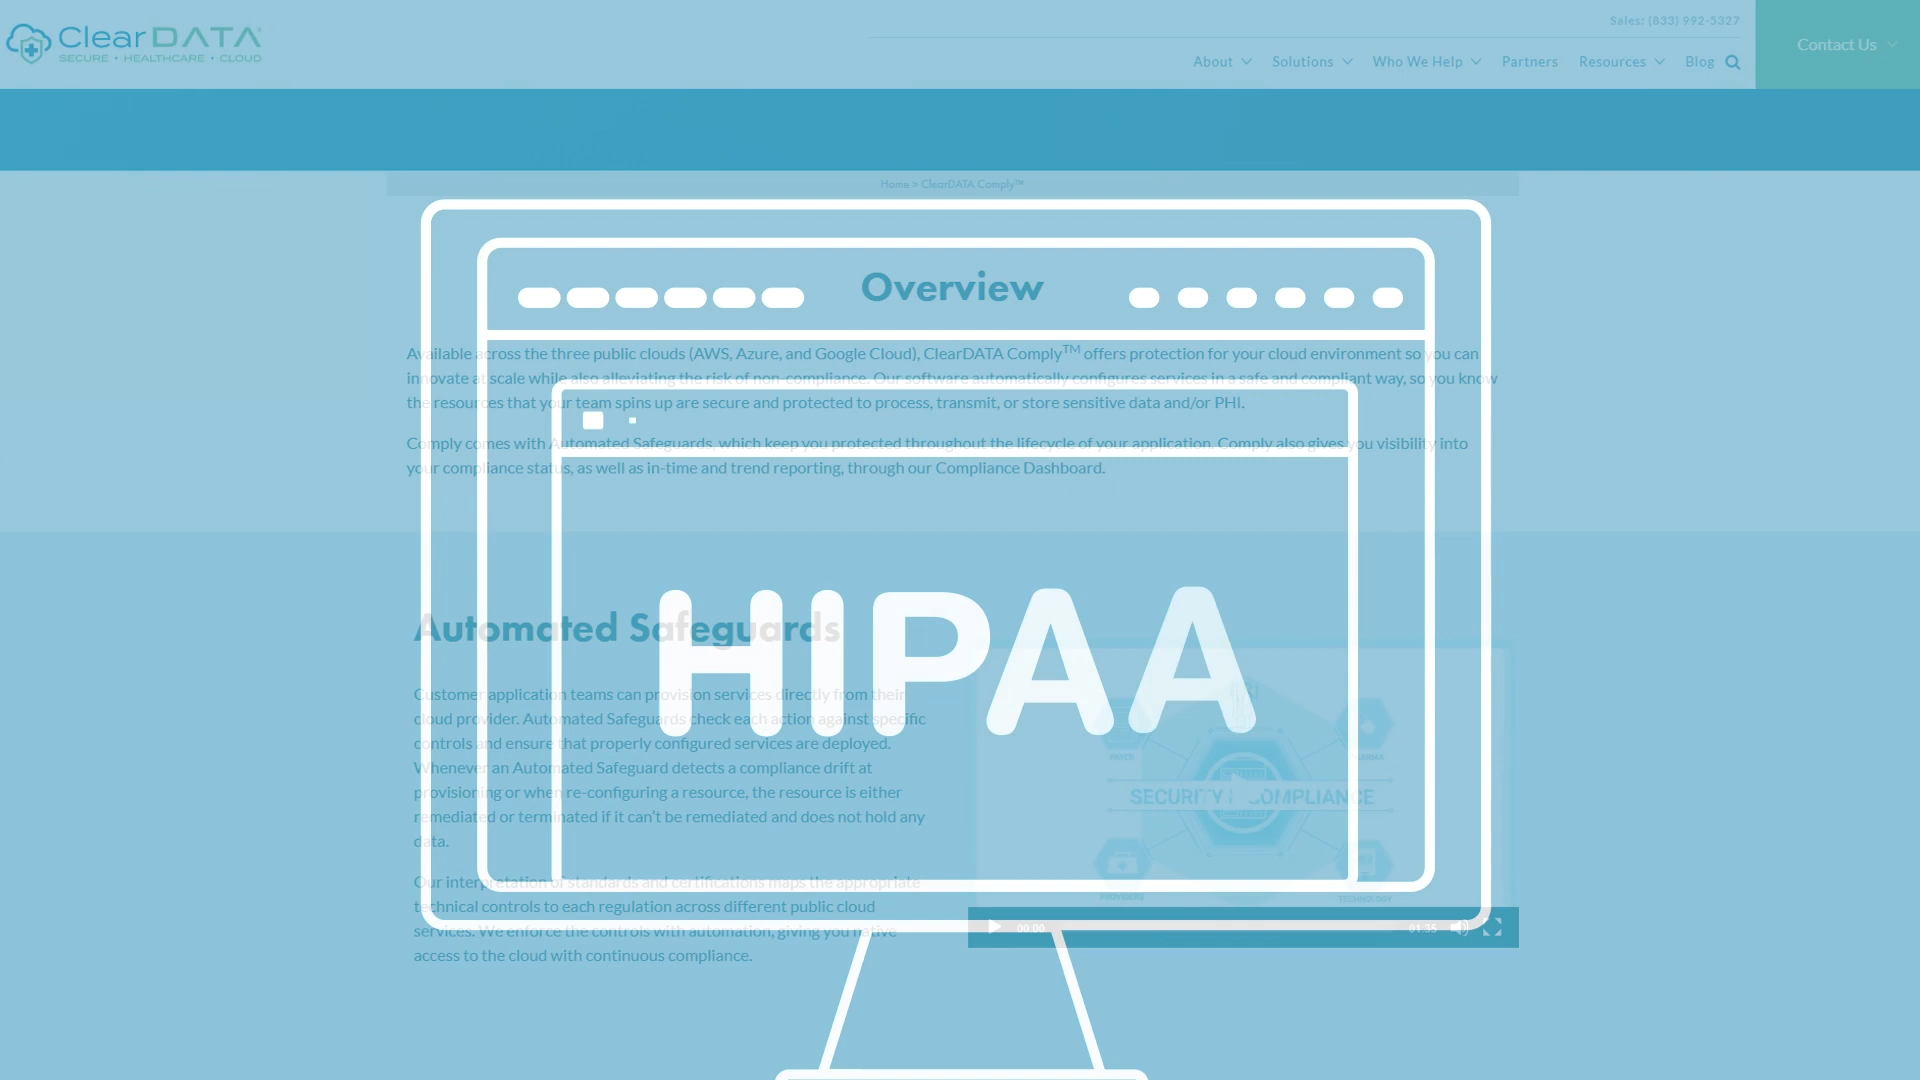 ClearDATA
SECURE • HEALTHCARE • CLOUD
Sales: (833) 992-5327
About
Solutions
Who We Help
Partners
Resources
Blog
Contact Us
Home > ClearDATA Comply™
Overview
Available across the three public clouds (AWS, Azure, and Google Cloud), ClearDATA Comply™ offers protection for your cloud environment so you can
innovate at scale while also alleviating the risk of non-compliance. Our software automatically configures services in a safe and compliant way, so you know
the resources that your team spins up are secure and protected to process, transmit, or store sensitive data and/or PHI.
Comply comes with Automated Safeguards, which keep you protected throughout the lifecycle of your application. Comply also gives you visibility into
your compliance status, as well as in-time and trend reporting, through our Compliance Dashboard.
HIPAA
Automated Safeguards
Customer application teams can provision services directly from their
cloud provider. Automated Safeguards check each action against specific
controls and ensure that properly configured services are deployed.
Whenever an Automated Safeguard detects a compliance drift at
provisioning or when re-configuring a resource, the resource is either
remediated or terminated if it can't be remediated and does not hold any
data.
Our interpretation of standards and certifications maps the appropriate
technical controls to each regulation across different public cloud
services. We enforce the controls with automation, giving you native
access to the cloud with continuous compliance.
PAYER
PHARMA
SECURITY COMPLIANCE
PROVIDERS
TECHNOLOGY
00:00
01:35